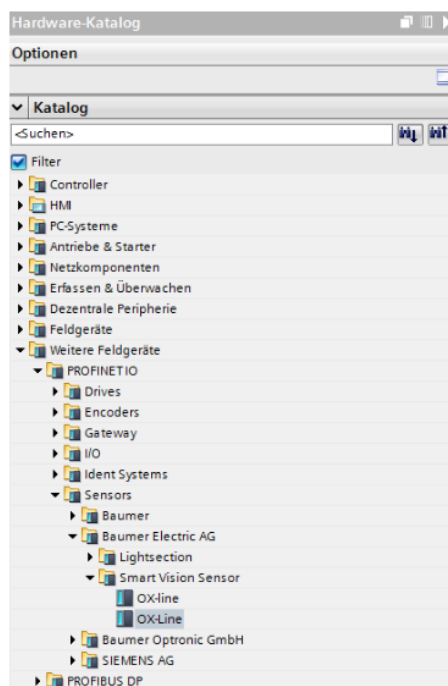 Hardware-Katalog
Optionen
Katalog
<Suchen>
Filter
Controller
HMI
PC-Systeme
Antriebe & Starter
Netzkomponenten
Erfassen & Überwachen
Dezentrale Peripherie
Feldgeräte
Weitere Feldgeräte
PROFINET IO
Drives
Encoders
Gateway
I/O
Ident Systems
Sensors
Baumer
Baumer Electric AG
Lightsection
Smart Vision Sensor
OX-line
OX-Line
Baumer Optronic GmbH
SIEMENS AG
PROFIBUS DP